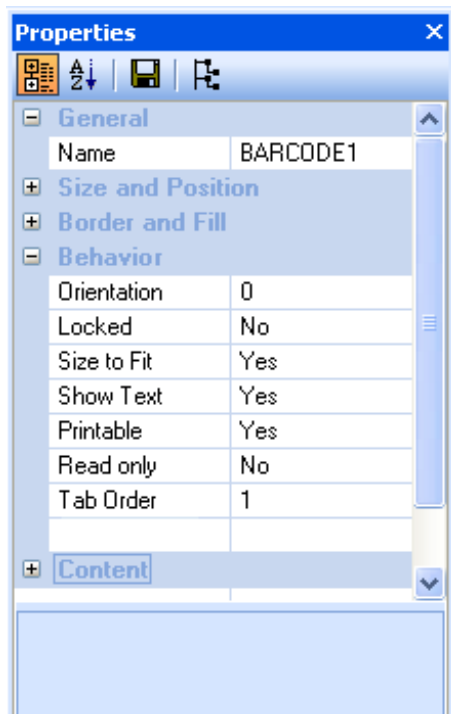 Properties
General
Name BARCODE1
Size and Position
Border and Fill
Behavior
Orientation 0
Locked No
Size to Fit Yes
Show Text Yes
Printable Yes
Read only No
Tab Order 1
Content